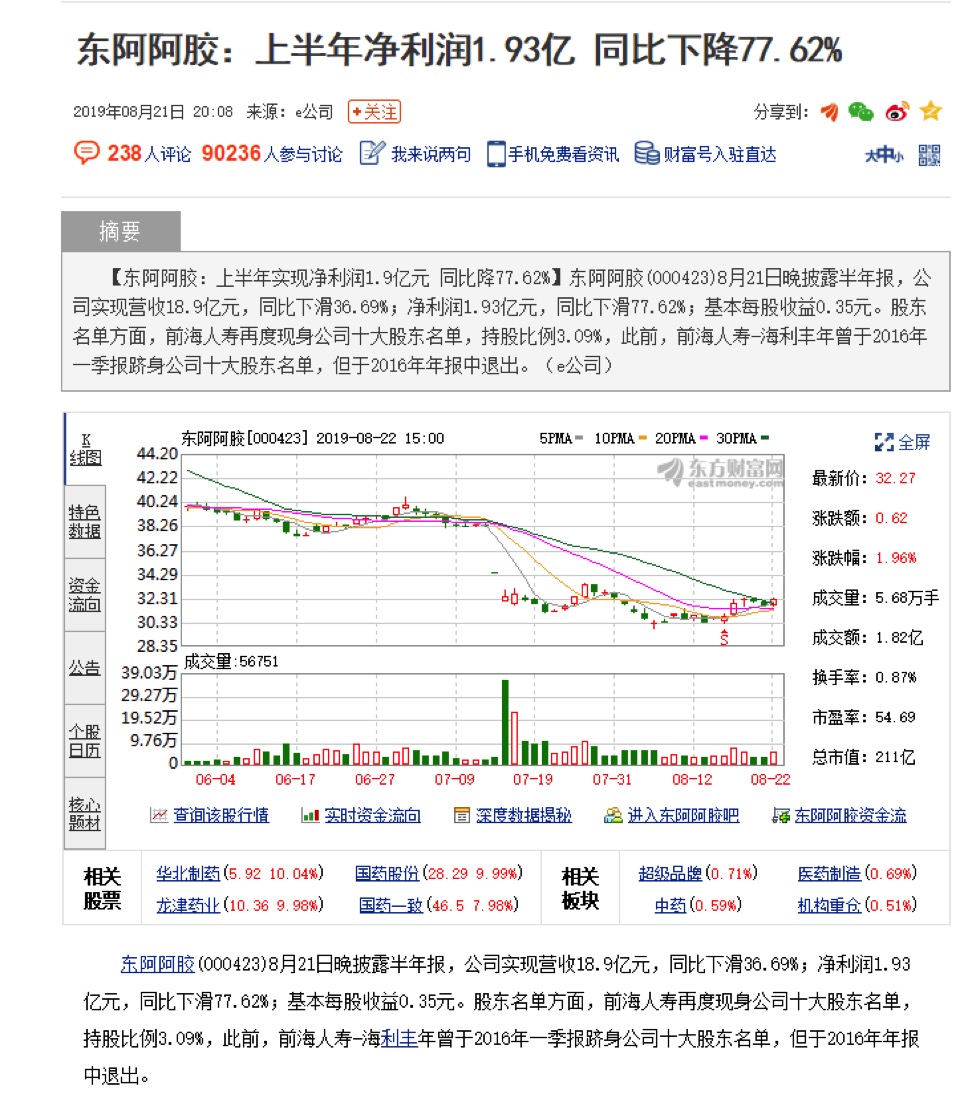 东阿阿胶：上半年净利润1.93亿 同比下降77.62%
2019年08月21日 20:08 来源：e公司 +关注 分享到：
238人评论 90236人参与讨论 我来说两句 手机免费看资讯 财富号入驻直达 大中小
摘要
【东阿阿胶：上半年实现净利润1.9亿元 同比降77.62%】东阿阿胶(000423)8月21日晚披露半年报，公
司实现营收18.9亿元，同比下滑36.69%；净利润1.93亿元，同比下滑77.62%；基本每股收益0.35元。股东
名单方面，前海人寿再度现身公司十大股东名单，持股比例3.09%，此前，前海人寿-海利丰年曾于2016年
一季报跻身公司十大股东名单，但于2016年年报中退出。（e公司）
K
线图
特色
数据
资金
流向
公告
个股
日历
核心
题材
东阿阿胶[000423] 2019-08-22 15:00 5PMA 10PMA 20PMA 30PMA
东方财富网
eastmoney.com
44.20
42.22
40.24
38.26
36.27
34.29
32.31
30.33
28.35
S
成交量:56751
39.03万
29.27万
19.52万
9.76万
0
06-04 06-17 06-27 07-09 07-19 07-31 08-12 08-22
全屏
最新价：32.27
涨跌额：0.62
涨跌幅：1.96%
成交量：5.68万手
成交额：1.82亿
换手率：0.87%
市盈率：54.69
总市值：211亿
查询该股行情 实时资金流向 深度数据揭秘 进入东阿阿胶吧 东阿阿胶资金流
相关
股票
华北制药(5.92 10.04%) 国药股份(28.29 9.99%)
龙津药业(10.36 9.98%) 国药一致(46.5 7.98%)
相关
板块
超级品牌(0.71%) 医药制造(0.69%)
中药(0.59%) 机构重仓(0.51%)
东阿阿胶(000423)8月21日晚披露半年报，公司实现营收18.9亿元，同比下滑36.69%；净利润1.93
亿元，同比下滑77.62%；基本每股收益0.35元。股东名单方面，前海人寿再度现身公司十大股东名单，
持股比例3.09%，此前，前海人寿-海利丰年曾于2016年一季报跻身公司十大股东名单，但于2016年年报
中退出。